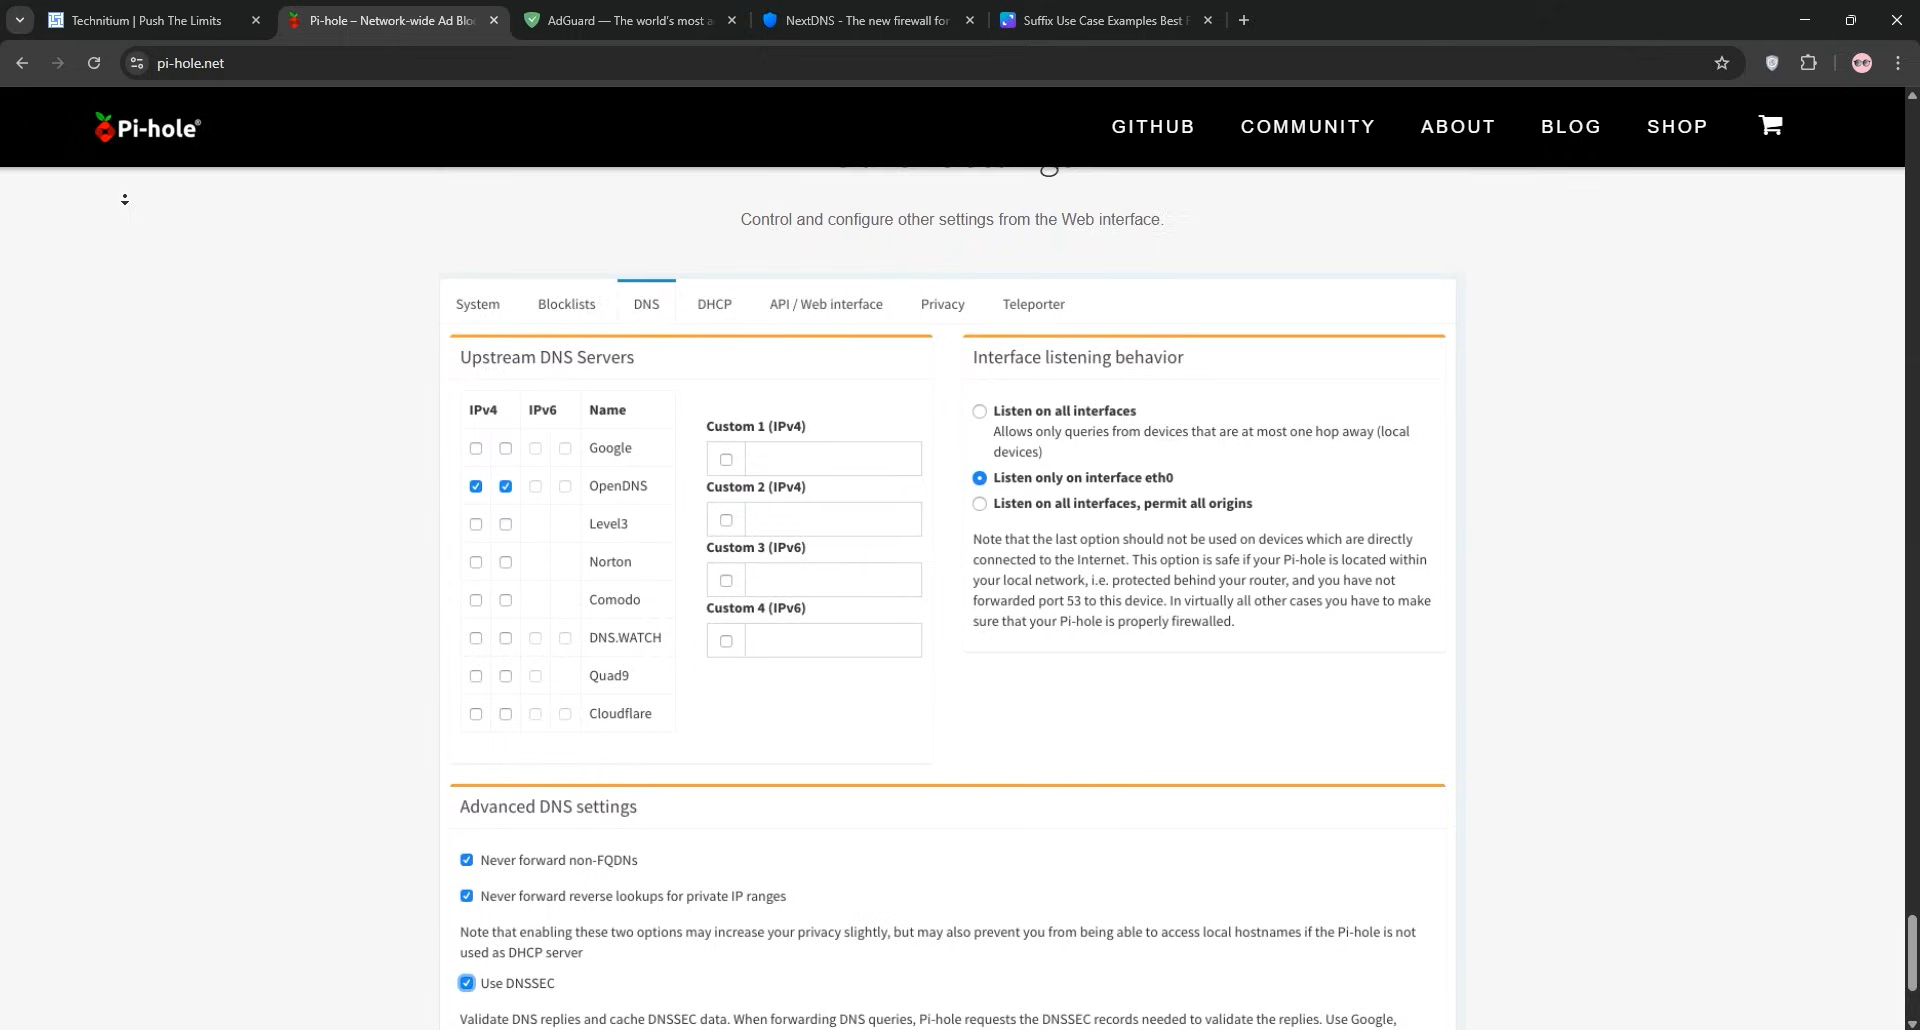 Technitium | Push The Limits
Pi-hole – Network-wide Ad Blo
AdGuard — The world's most a
NextDNS - The new firewall for
Suffix Use Case Examples Best F
pi-hole.net
Pi-hole®
GITHUB
COMMUNITY
ABOUT
BLOG
SHOP
Control and configure other settings from the Web interface.
System
Blocklists
DNS
DHCP
API / Web interface
Privacy
Teleporter
Upstream DNS Servers
IPv4 IPv6 Name
Google
OpenDNS
Level3
Norton
Comodo
DNS.WATCH
Quad9
Cloudflare
Custom 1 (IPv4)
Custom 2 (IPv4)
Custom 3 (IPv6)
Custom 4 (IPv6)
Interface listening behavior
Listen on all interfaces
Allows only queries from devices that are at most one hop away (local
devices)
Listen only on interface eth0
Listen on all interfaces, permit all origins
Note that the last option should not be used on devices which are directly
connected to the Internet. This option is safe if your Pi-hole is located within
your local network, i.e. protected behind your router, and you have not
forwarded port 53 to this device. In virtually all other cases you have to make
sure that your Pi-hole is properly firewalled.
Advanced DNS settings
Never forward non-FQDNs
Never forward reverse lookups for private IP ranges
Note that enabling these two options may increase your privacy slightly, but may also prevent you from being able to access local hostnames if the Pi-hole is not
used as DHCP server
Use DNSSEC
Validate DNS replies and cache DNSSEC data. When forwarding DNS queries, Pi-hole requests the DNSSEC records needed to validate the replies. Use Google,